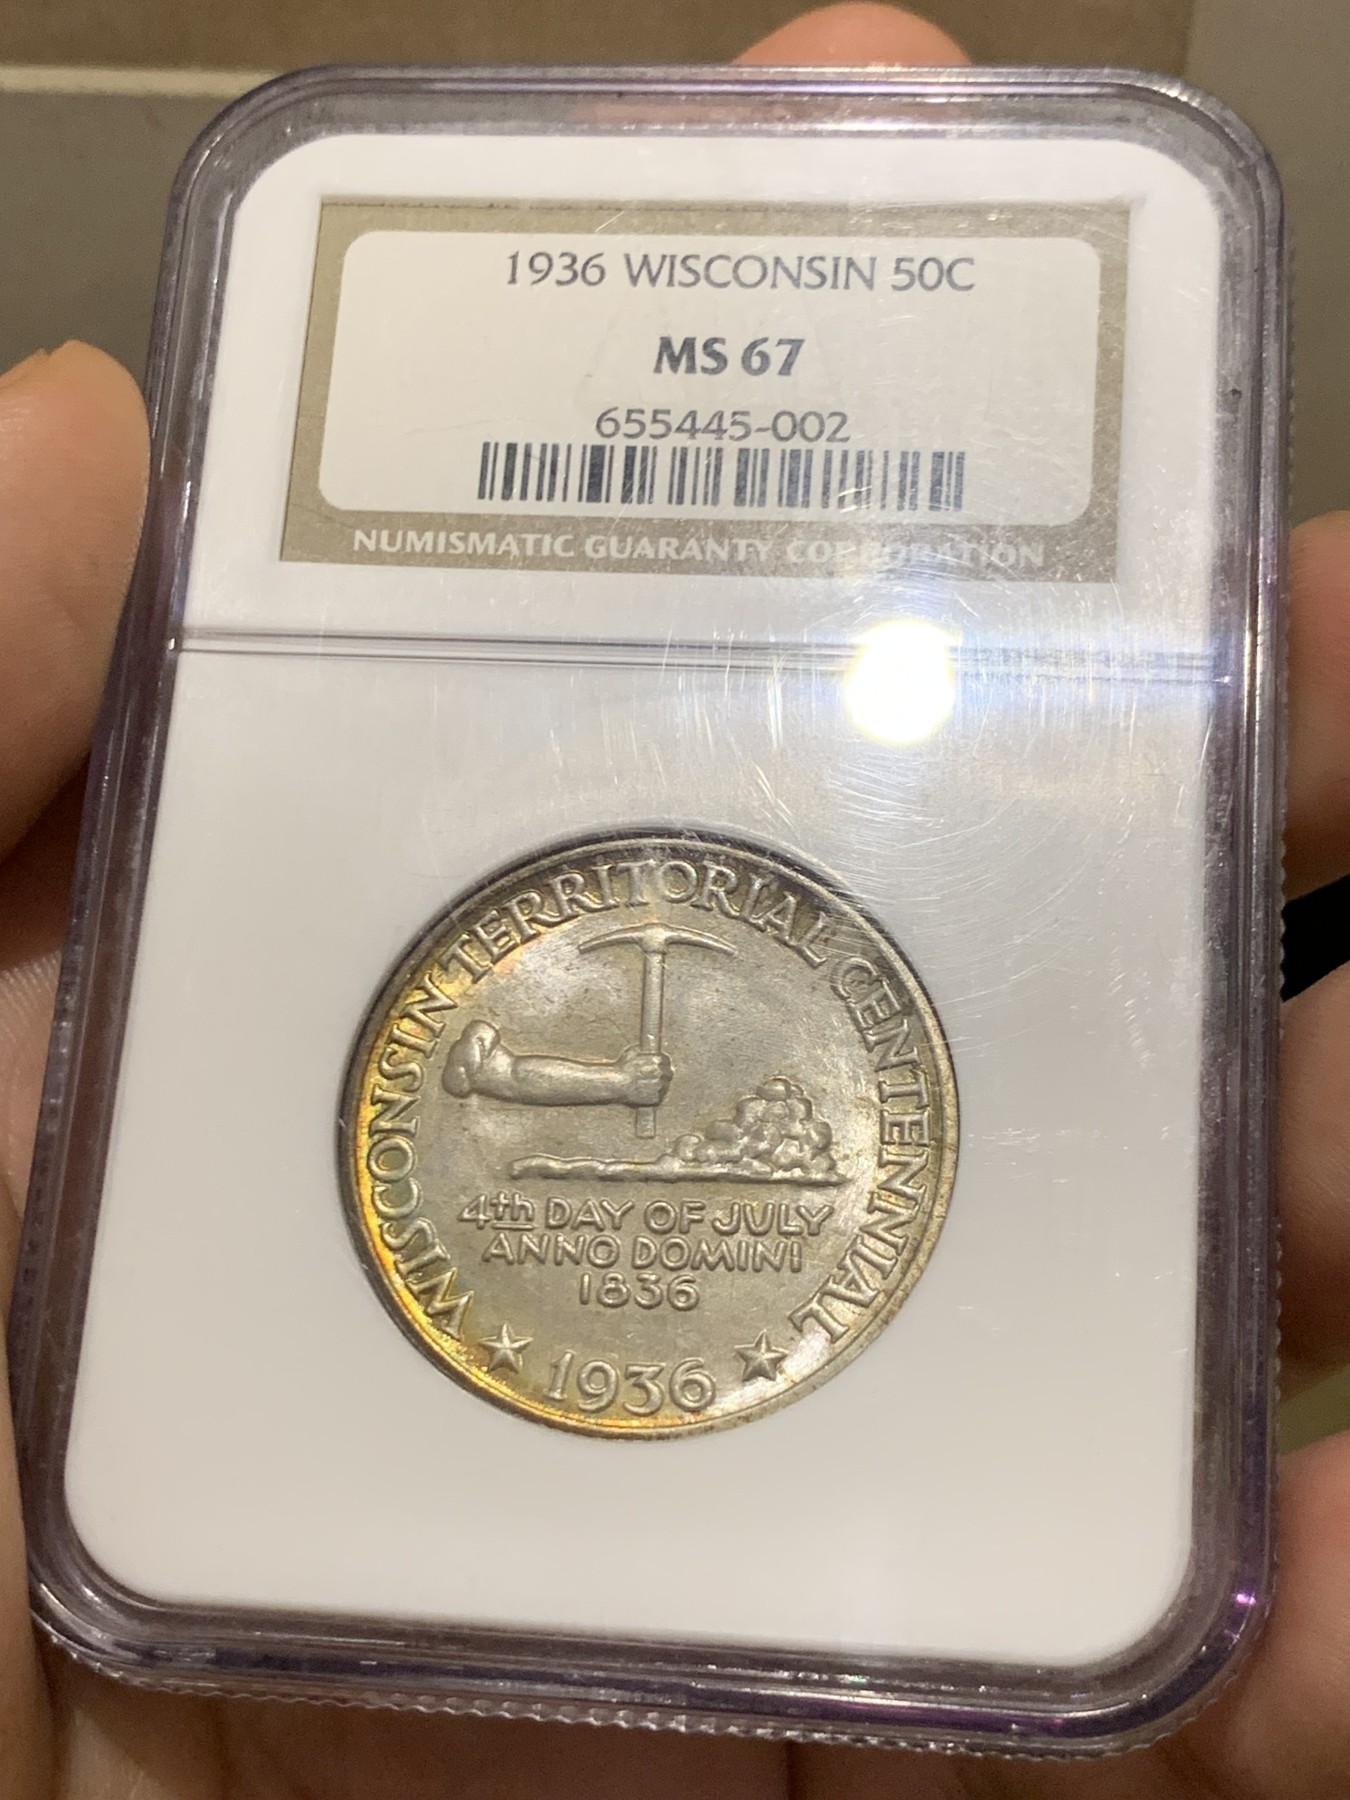 1936 WISCONSIN 50C
MS 67
655445-002
NUMISMATIC GUARANTY CORPORATION
WISCONSIN TERRITORIAL CENTENNIAL
4th DAY OF JULY
ANNO DOMINI
1836
1936